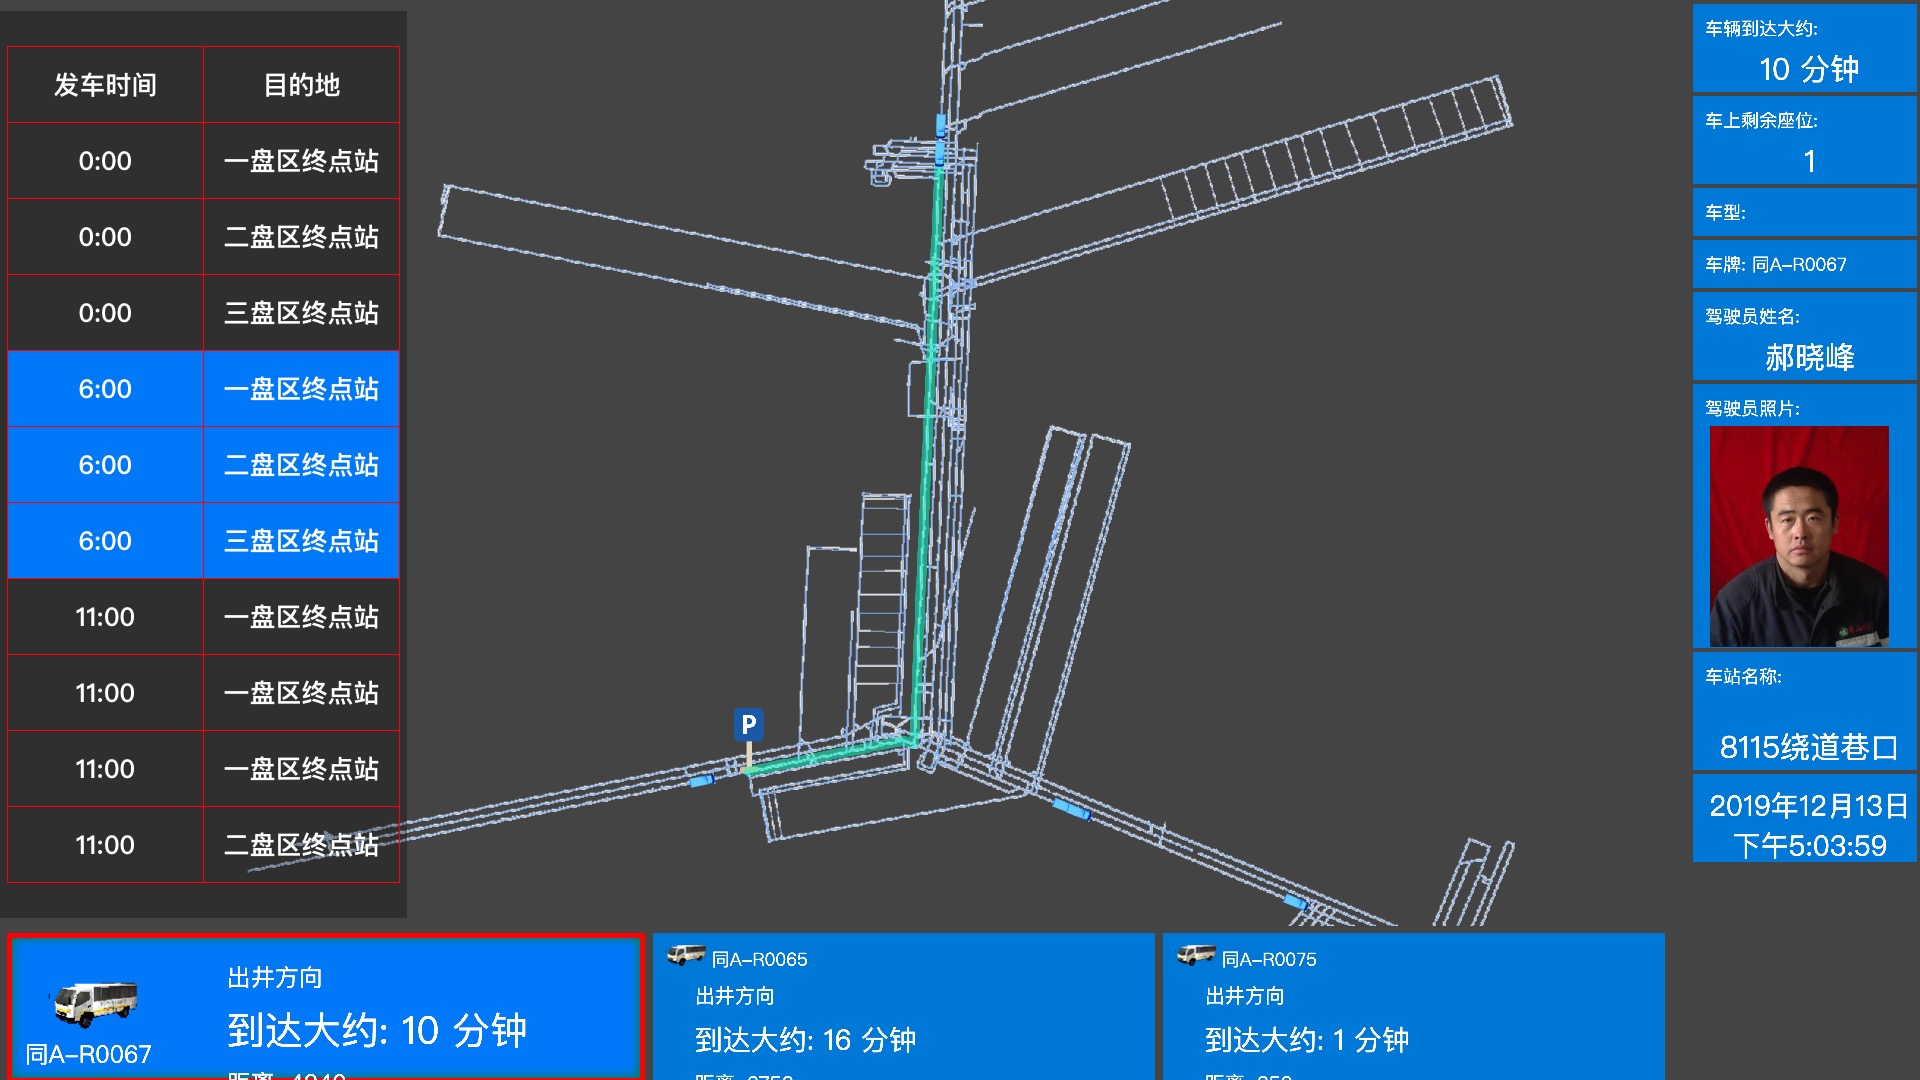 发车时间 目的地
0:00 一盘区终点站
0:00 二盘区终点站
0:00 三盘区终点站
6:00 一盘区终点站
6:00 二盘区终点站
6:00 三盘区终点站
11:00 一盘区终点站
11:00 一盘区终点站
11:00 一盘区终点站
11:00 二盘区终点站
P
车辆到达大约:
10 分钟
车上剩余座位:
1
车型:
车牌: 同A-R0067
驾驶员姓名:
郝晓峰
驾驶员照片:
车站名称:
8115绕道巷口
2019年12月13日
下午5:03:59
同A-R0067
出井方向
到达大约: 10 分钟
同A-R0065
出井方向
到达大约: 16 分钟
同A-R0075
出井方向
到达大约: 1 分钟